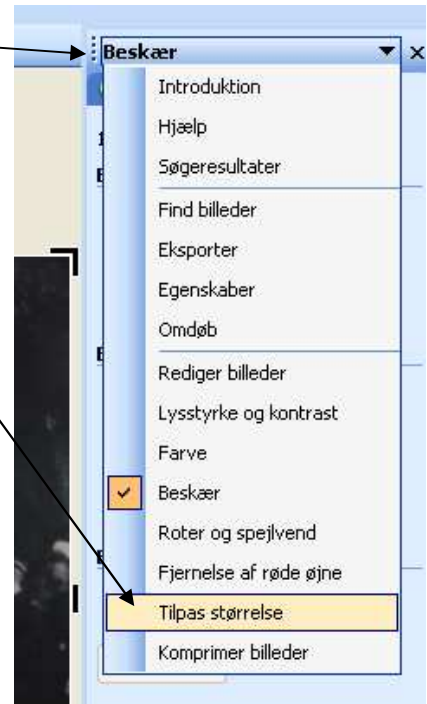 Beskær
Introduktion
Hjælp
Søgeresultater
Find billeder
Eksporter
Egenskaber
Omdøb
Rediger billeder
Lysstyrke og kontrast
Farve
Beskær
Roter og spejlvend
Fjernelse af røde øjne
Tilpas størrelse
Komprimer billeder